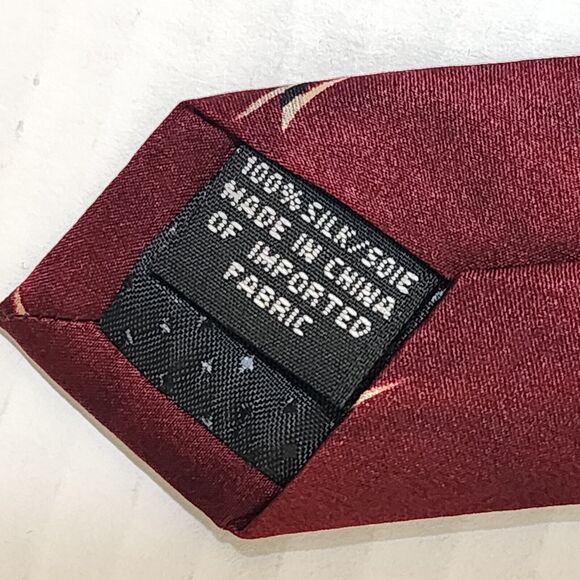 100% SILK/SOIE
MADE IN CHINA
OF IMPORTED
FABRIC